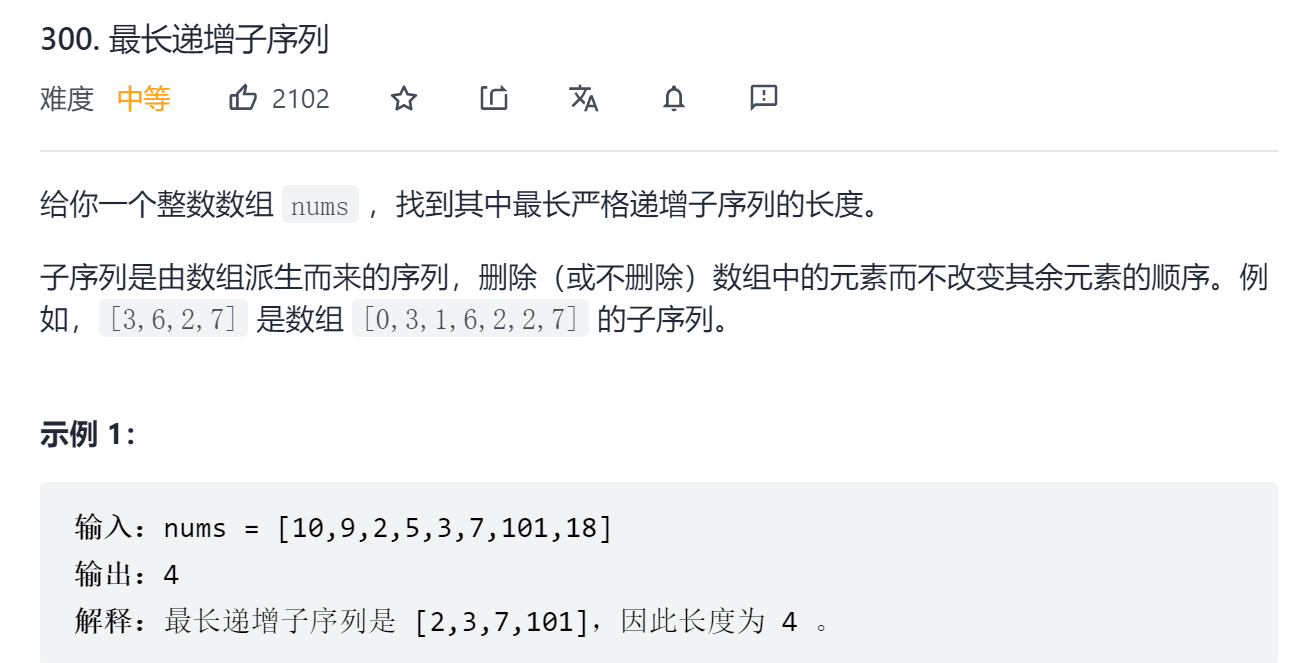 300. 最长递增子序列
难度 中等 2102
给你一个整数数组 nums ，找到其中最长严格递增子序列的长度。
子序列是由数组派生而来的序列，删除（或不删除）数组中的元素而不改变其余元素的顺序。例
如，[3,6,2,7] 是数组 [0,3,1,6,2,2,7] 的子序列。
示例 1：
输入：nums = [10,9,2,5,3,7,101,18]
输出：4
解释：最长递增子序列是 [2,3,7,101]，因此长度为 4 。